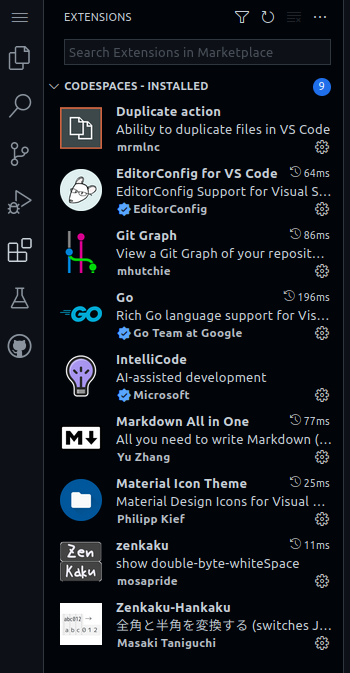 EXTENSIONS
Search Extensions in Marketplace
CODESPACES - INSTALLED 9
Duplicate action
Ability to duplicate files in VS Code
mrmlnc
EditorConfig for VS Code 64ms
EditorConfig Support for Visual S...
EditorConfig
Git Graph 86ms
View a Git Graph of your reposit...
mhutchie
GO
Go 196ms
Rich Go language support for Vis...
Go Team at Google
IntelliCode
AI-assisted development
Microsoft
M
Markdown All in One 77ms
All you need to write Markdown (...
Yu Zhang
Material Icon Theme 25ms
Material Design Icons for Visual ...
Philipp Kief
Zen
Kaku
zenkaku 11ms
show double-byte-whiteSpace
mosapride
abc012 →
abc012
Zenkaku-Hankaku
全角と半角を変換する (switches J...
Masaki Taniguchi